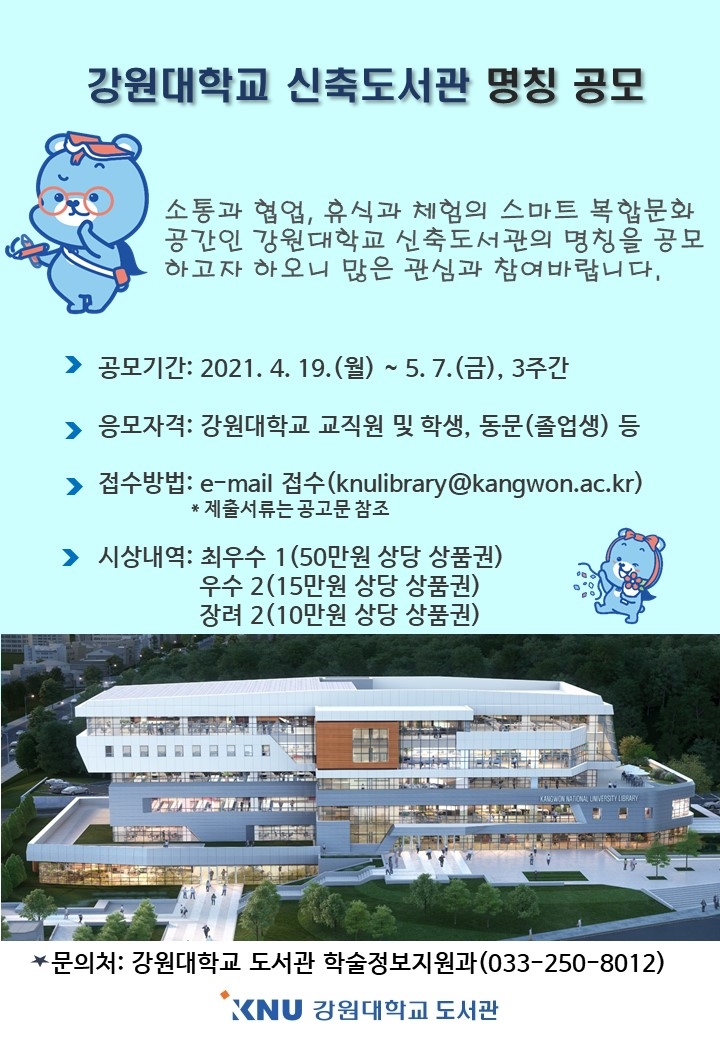 강원대학교 신축도서관 명칭 공모
소통과 협업, 휴식과 체험의 스마트 복합문화
공간인 강원대학교 신축도서관의 명칭을 공모
하고자 하오니 많은 관심과 참여바랍니다.
공모기간: 2021. 4. 19.(월) ~ 5. 7.(금), 3주간
응모자격: 강원대학교 교직원 및 학생, 동문(졸업생) 등
접수방법: e-mail 접수(knulibrary@kangwon.ac.kr)
* 제출서류는 공고문 참조
시상내역: 최우수 1(50만원 상당 상품권)
우수 2(15만원 상당 상품권)
장려 2(10만원 상당 상품권)
KANGWON NATIONAL UNIVERSITY LIBRARY
문의처: 강원대학교 도서관 학술정보지원과(033-250-8012)
KNU 강원대학교 도서관